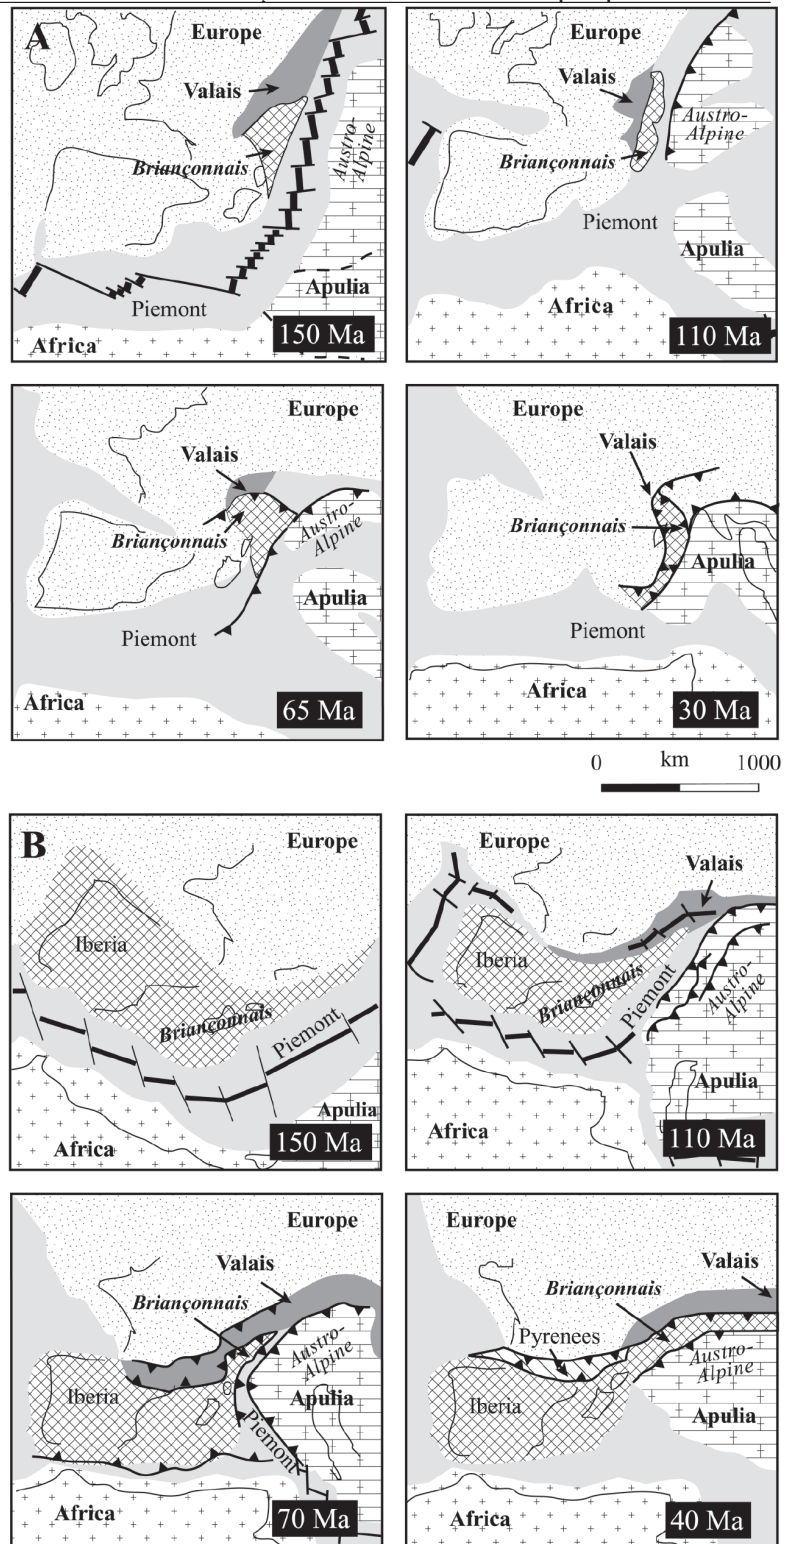 A
Europe
Valais
Briançonnais
Austro-
Alpine
Apulia
Piemont
150 Ma
Africa
Europe
Valais
Austro-
Alpine
Briançonnais
Piemont
Apulia
Africa
110 Ma
Europe
Valais
Briançonnais
Austro-
Alpine
Apulia
Piemont
Africa
65 Ma
Europe
Valais
Briançonnais
Apulia
Piemont
Africa
30 Ma
0 km 1000
B
Europe
Iberia
Briançonnais
Piemont
Apulia
Africa
150 Ma
Europe
Valais
Iberia
Briançonnais
Piemont
Austro-
Alpine
Apulia
Africa
110 Ma
Europe
Valais
Briançonnais
Austro-
Alpine
Iberia
Apulia
Piemont
Africa
70 Ma
Europe
Valais
Briançonnais
Pyrenees
Austro-
Alpine
Iberia
Apulia
Africa
40 Ma